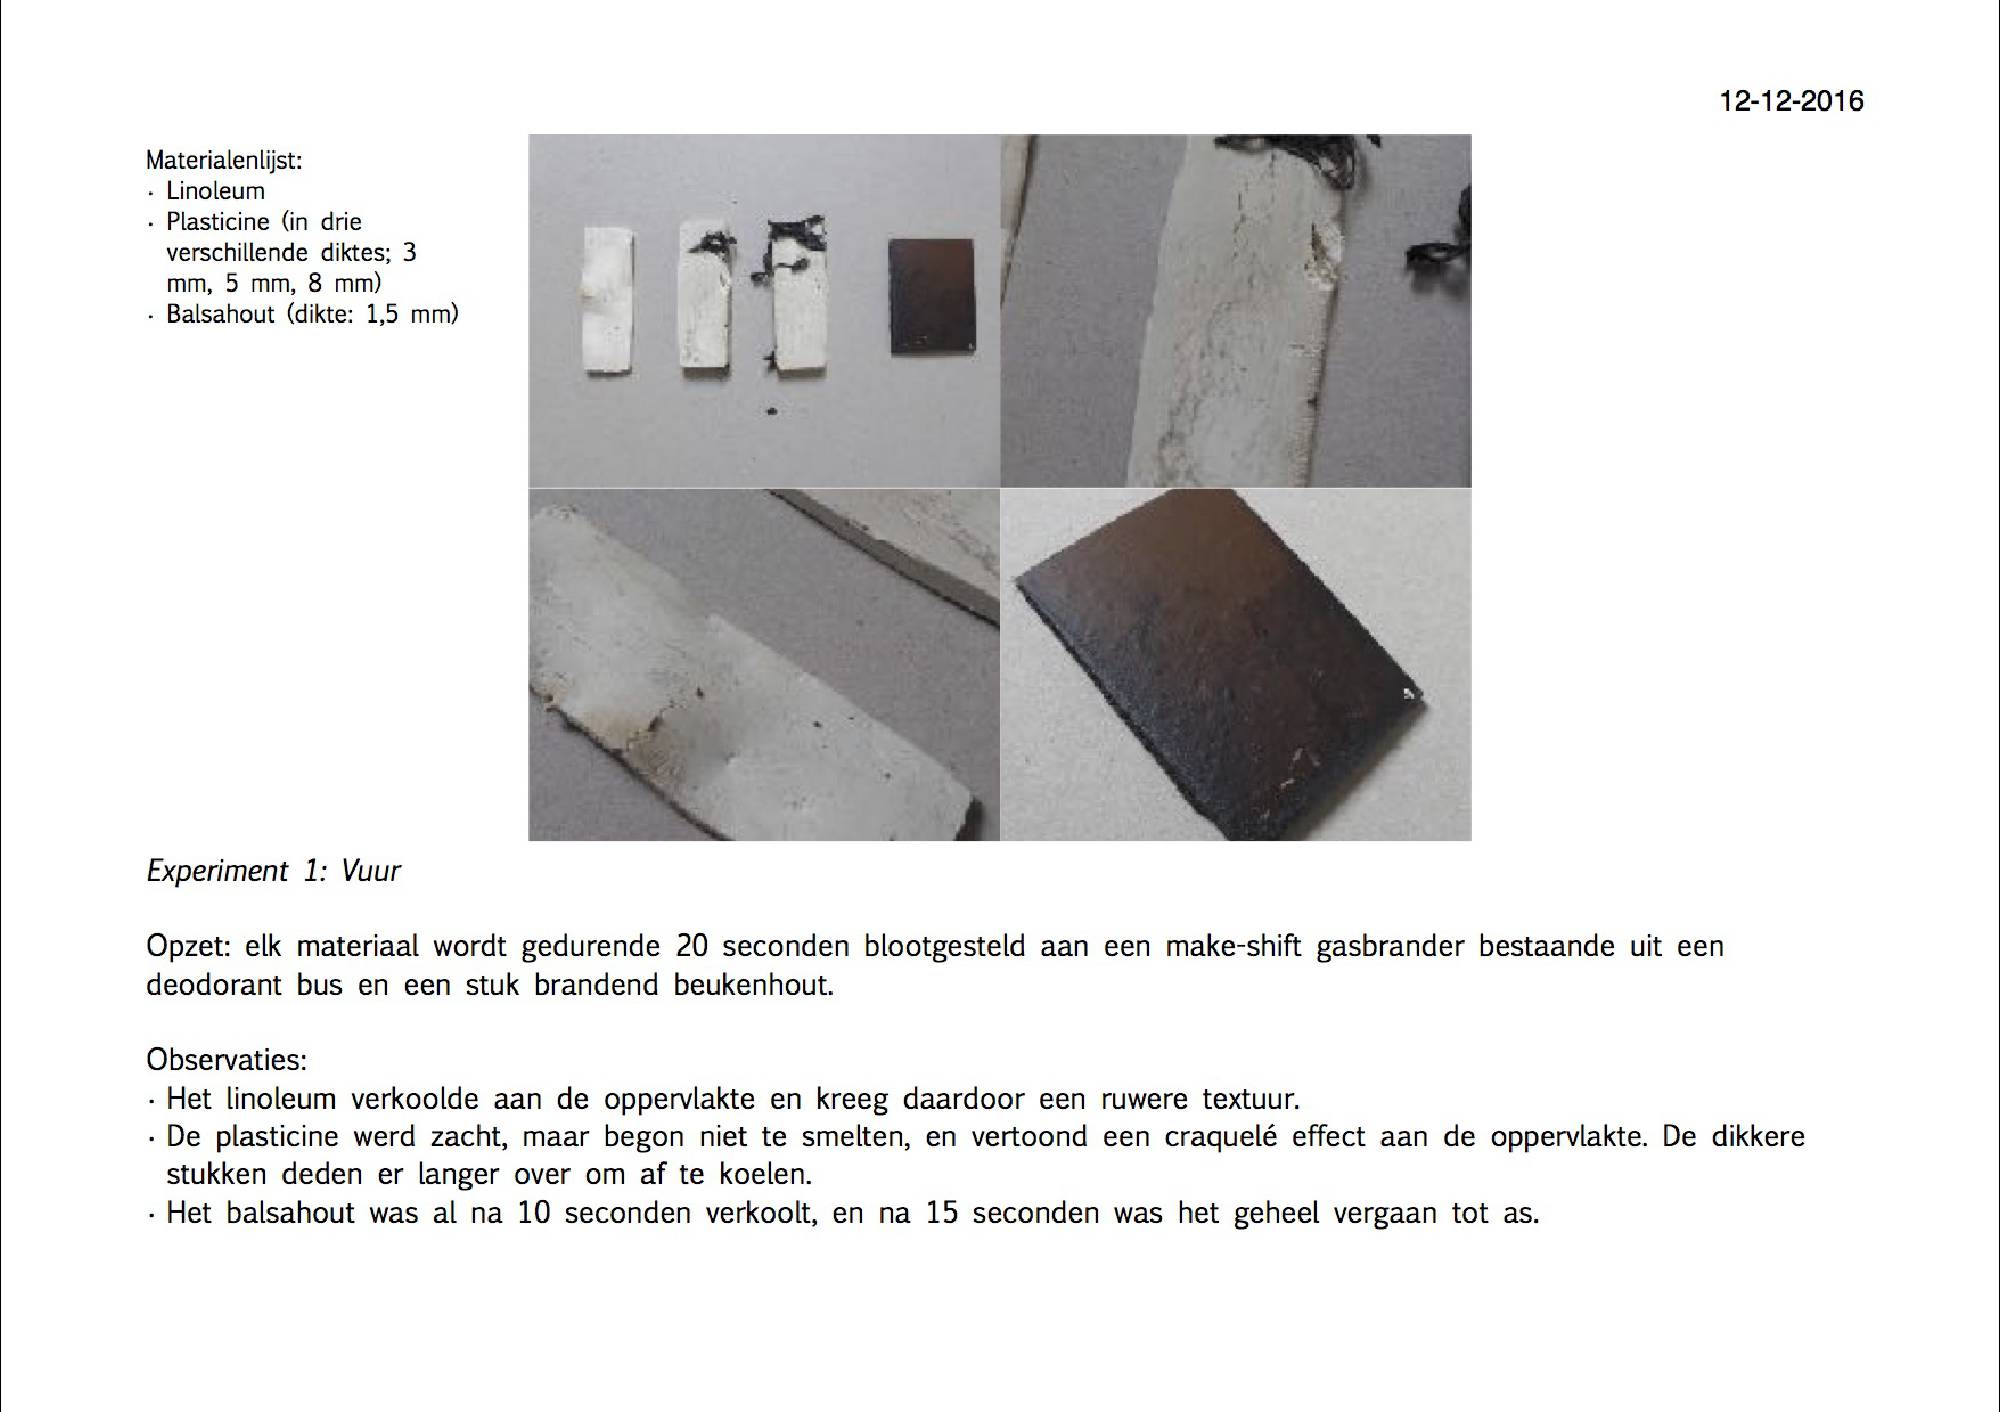 12-12-2016
Materialenlijst:
· Linoleum
· Plasticine (in drie
verschillende diktes; 3
mm, 5 mm, 8 mm)
· Balsahout (dikte: 1,5 mm)
Experiment 1: Vuur
Opzet: elk materiaal wordt gedurende 20 seconden blootgesteld aan een make-shift gasbrander bestaande uit een
deodorant bus en een stuk brandend beukenhout.
Observaties:
· Het linoleum verkoolde aan de oppervlakte en kreeg daardoor een ruwere textuur.
· De plasticine werd zacht, maar begon niet te smelten, en vertoond een craquelé effect aan de oppervlakte. De dikkere
stukken deden er langer over om af te koelen.
· Het balsahout was al na 10 seconden verkoolt, en na 15 seconden was het geheel vergaan tot as.